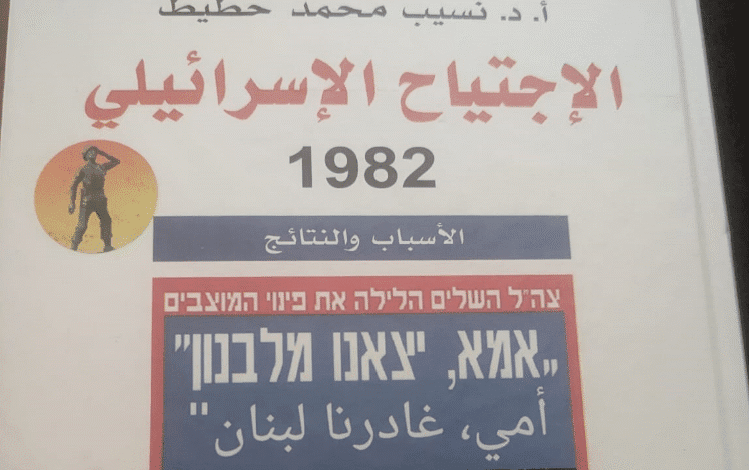 أ. د. نسيب محمد حطيط
الإجتياح الإسرائيلي
1982
الأسباب والنتائج
צה"ל השלים הלילה את פינוי המוצבים
„אמא, יצאנו מלבנון"
أمي، غادرنا لبنان"